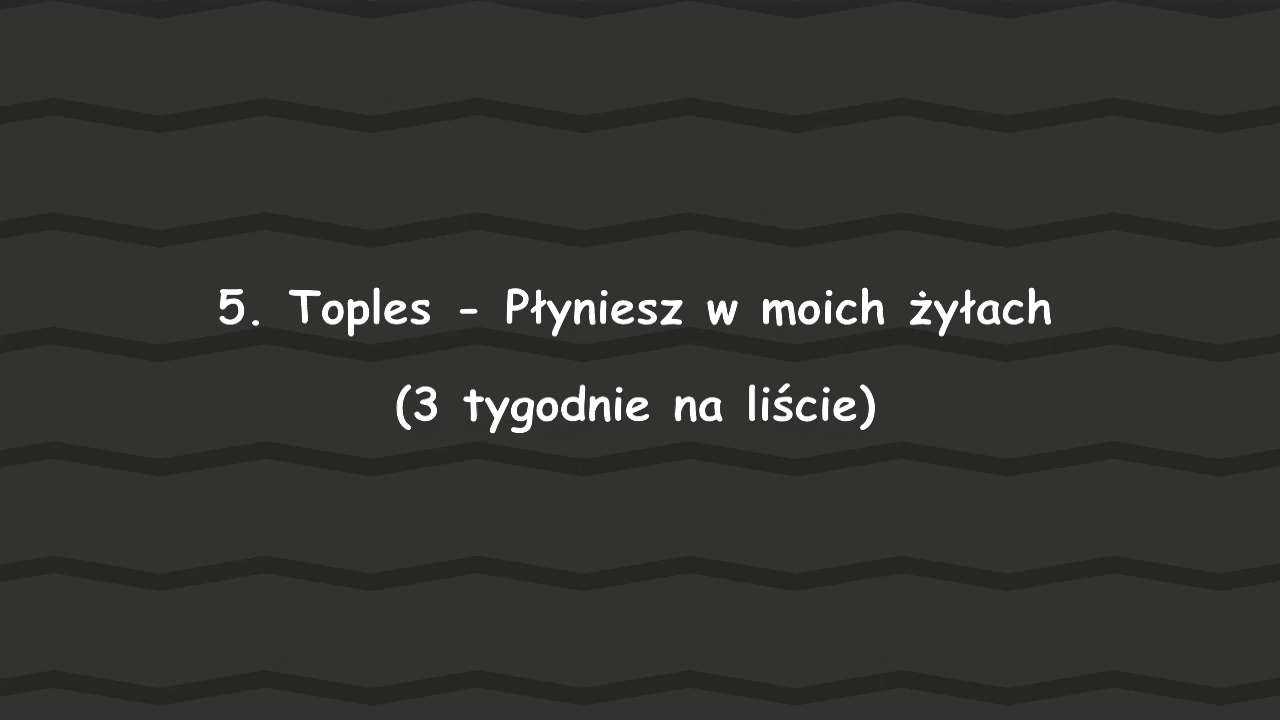 5. Toples - Płyniesz w moich żyłach
(3 tygodnie na liście)